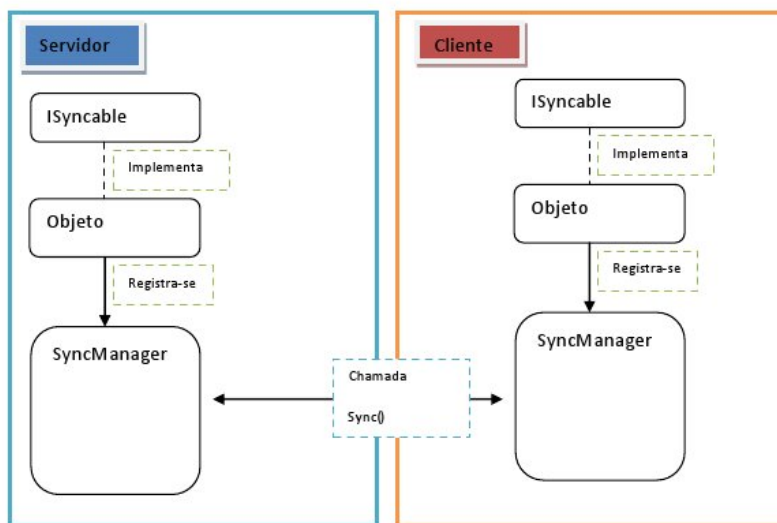 Servidor
ISyncable
Implementa
Objeto
Registra-se
SyncManager
Chamada
Sync()
Cliente
ISyncable
Implementa
Objeto
Registra-se
SyncManager